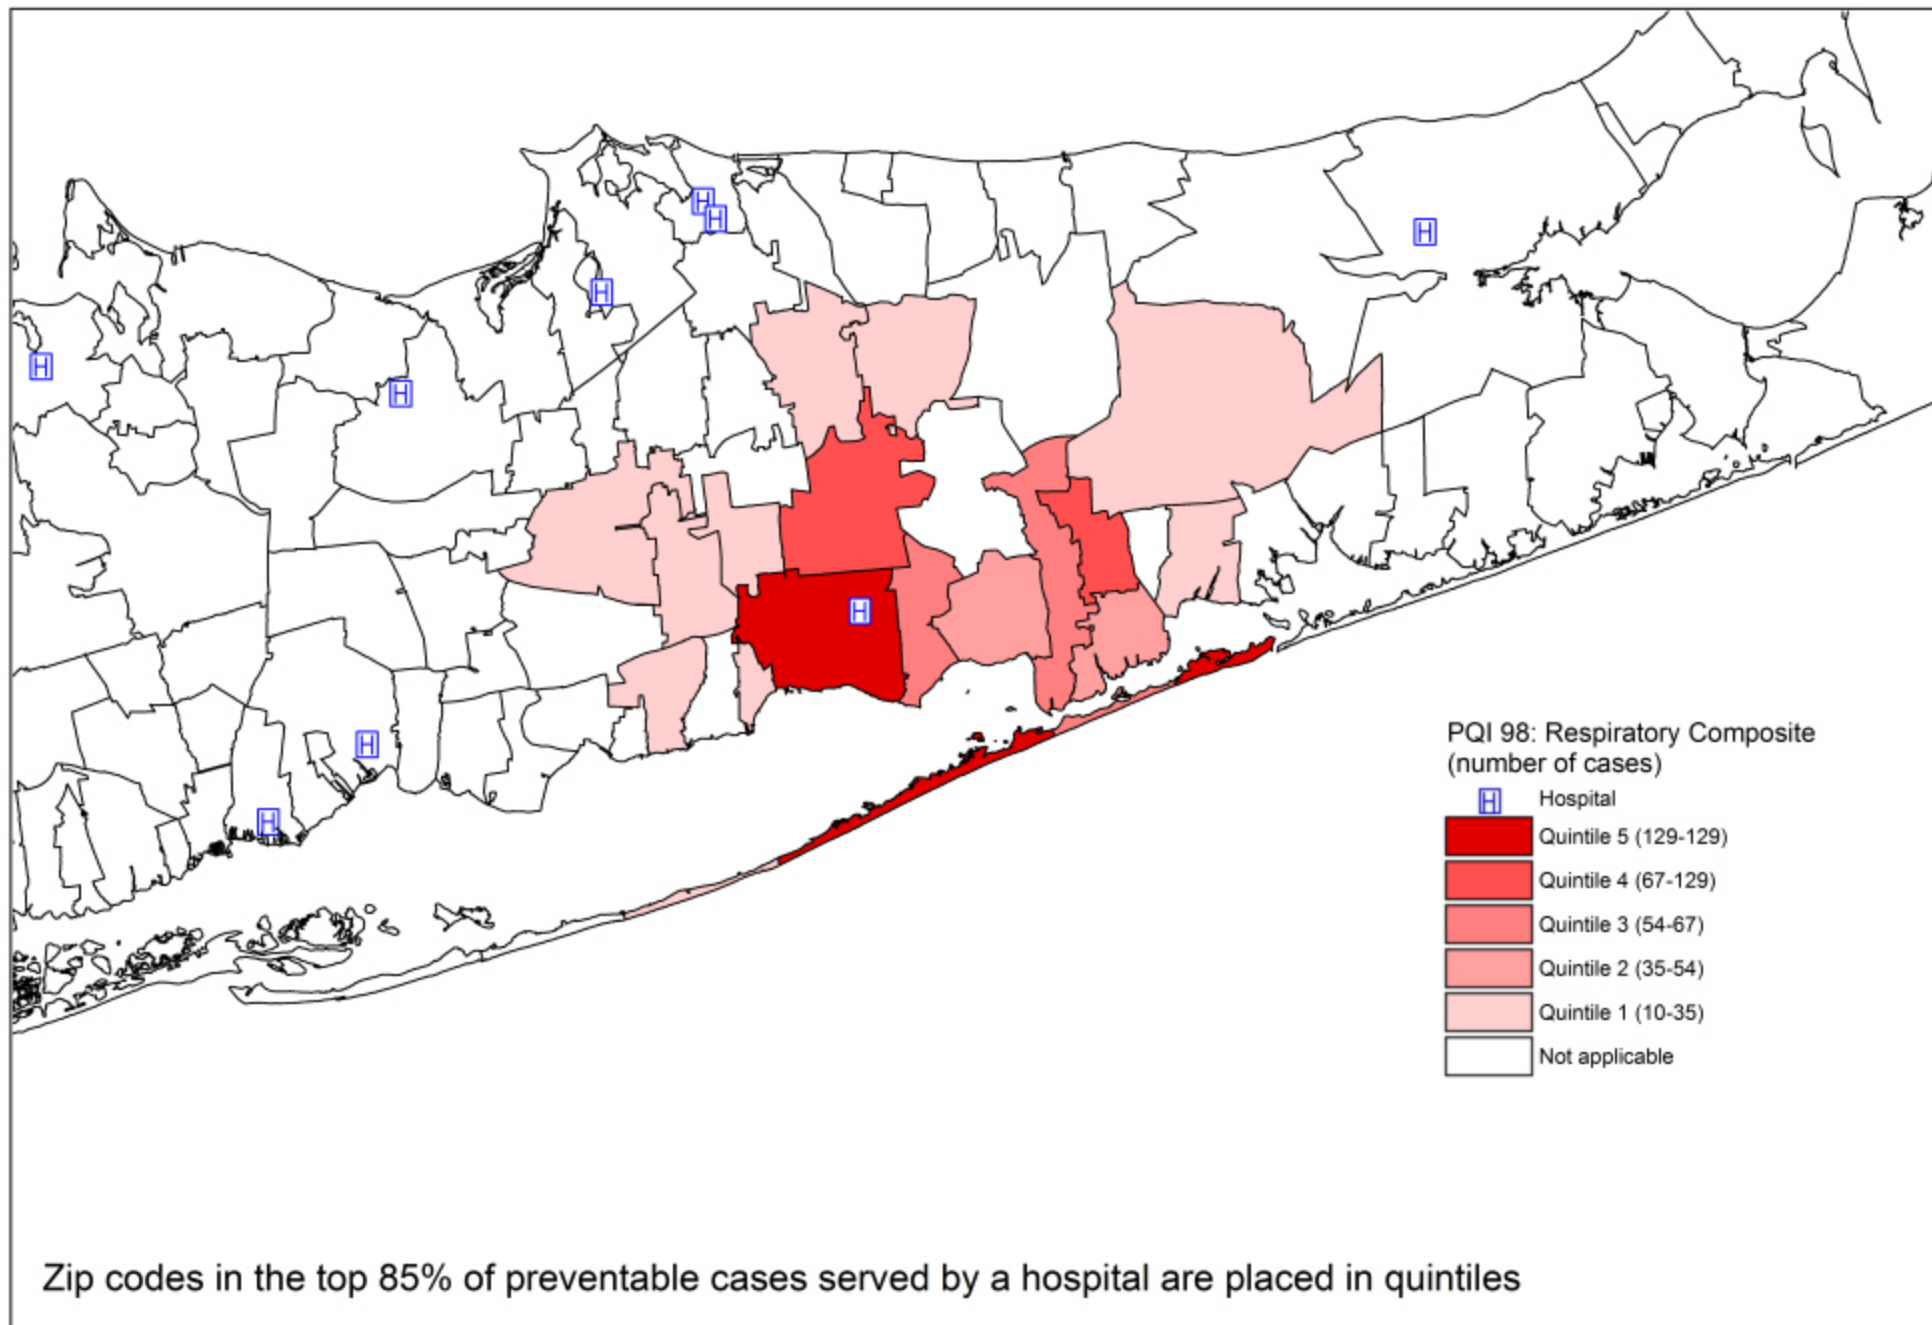 H
H
H
H
H
H
H
H
H
PQI 98: Respiratory Composite
(number of cases)
H Hospital
Quintile 5 (129-129)
Quintile 4 (67-129)
Quintile 3 (54-67)
Quintile 2 (35-54)
Quintile 1 (10-35)
Not applicable
Zip codes in the top 85% of preventable cases served by a hospital are placed in quintiles